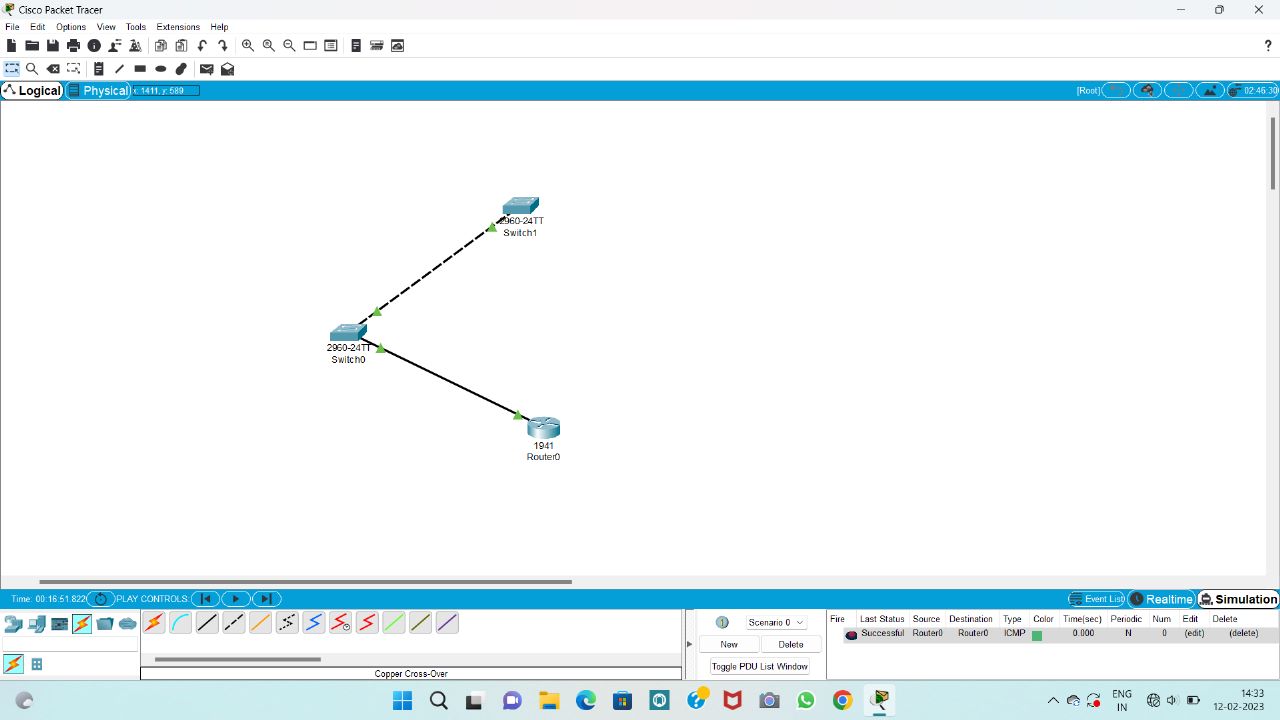 Cisco Packet Tracer
File Edit Options View Tools Extensions Help
?
Logical Physical x: 1411, y: 589 [Root] 02:46:30
2960-24TT
Switch1
2960-24TT
Switch0
1941
Router0
Time: 00:16:51.822 PLAY CONTROLS: Event List Realtime Simulation
Scenario 0
New Delete
Toggle PDU List Window
Fire Last Status Source Destination Type Color Time(sec) Periodic Num Edit Delete
Successful Router0 Router0 ICMP 0.000 N 0 (edit) (delete)
Copper Cross-Over
ENG
IN
14:33
12-02-2023